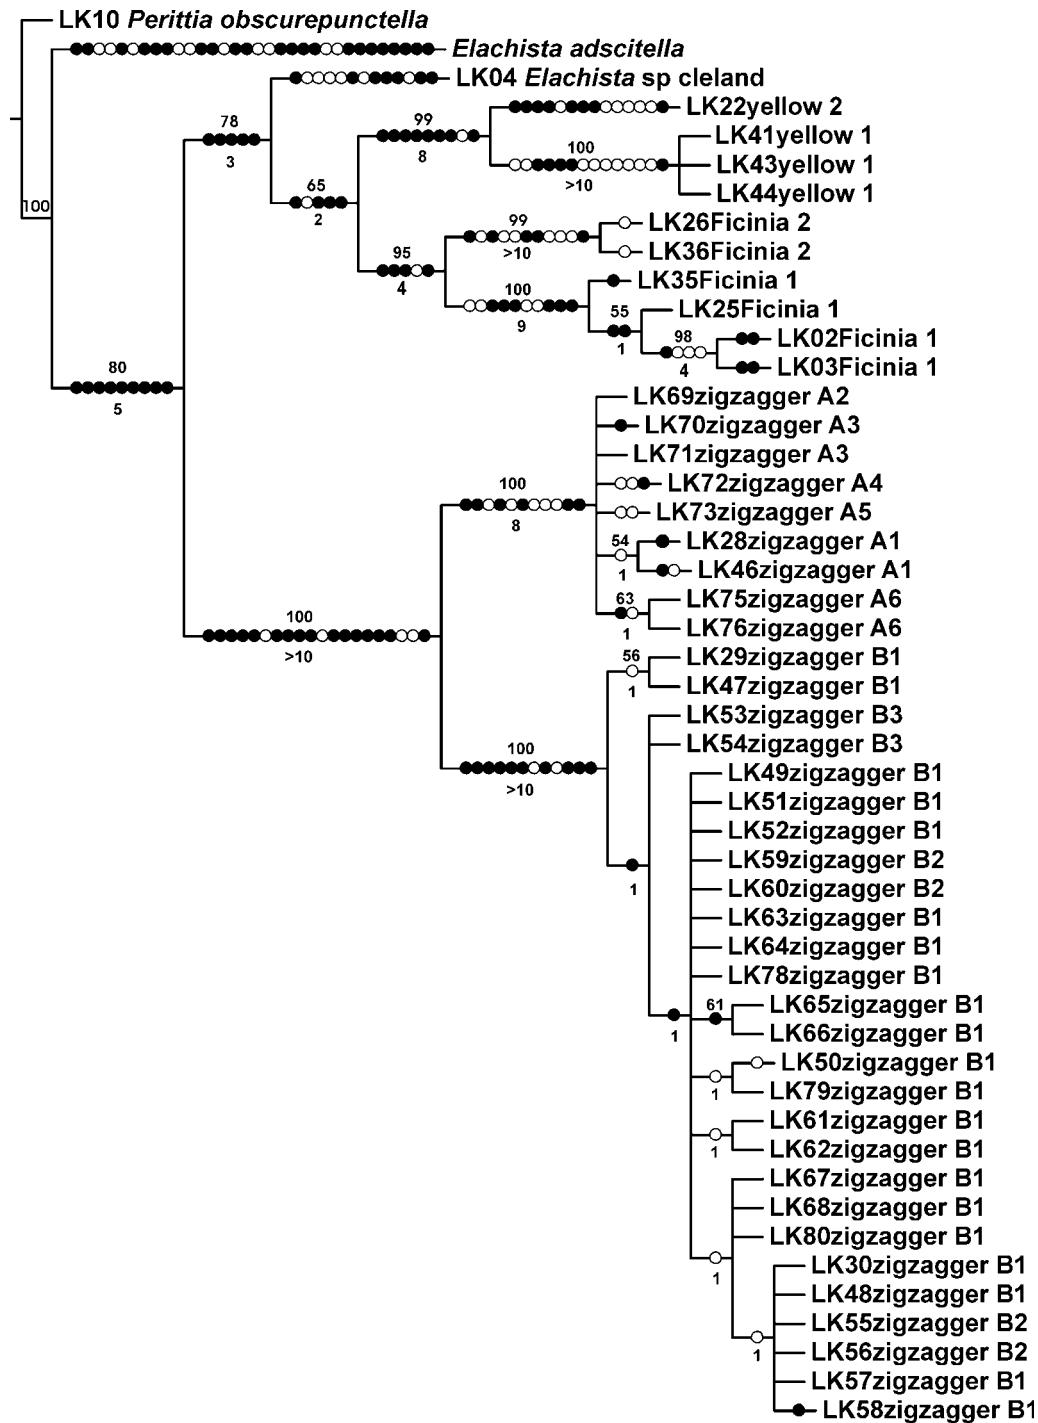 LK10 Perittia obscurepunctella
Elachista adscitella
LK04 Elachista sp cleland
78
3
99
8
LK22yellow 2
LK41yellow 1
100
LK43yellow 1
>10
LK44yellow 1
65
2
100
99
LK26Ficinia 2
>10
LK36Ficinia 2
95
4
LK35Ficinia 1
100
9
55
LK25Ficinia 1
1
98
LK02Ficinia 1
4
LK03Ficinia 1
80
5
LK69zigzagger A2
LK70zigzagger A3
LK71zigzagger A3
100
8
LK72zigzagger A4
LK73zigzagger A5
54
LK28zigzagger A1
1
LK46zigzagger A1
63
LK75zigzagger A6
1
LK76zigzagger A6
100
>10
56
LK29zigzagger B1
1
LK47zigzagger B1
LK53zigzagger B3
LK54zigzagger B3
100
>10
LK49zigzagger B1
LK51zigzagger B1
LK52zigzagger B1
LK59zigzagger B2
1
LK60zigzagger B2
LK63zigzagger B1
LK64zigzagger B1
LK78zigzagger B1
61
LK65zigzagger B1
1
LK66zigzagger B1
LK50zigzagger B1
1
LK79zigzagger B1
LK61zigzagger B1
1
LK62zigzagger B1
LK67zigzagger B1
LK68zigzagger B1
LK80zigzagger B1
1
LK30zigzagger B1
LK48zigzagger B1
LK55zigzagger B2
1
LK56zigzagger B2
LK57zigzagger B1
LK58zigzagger B1